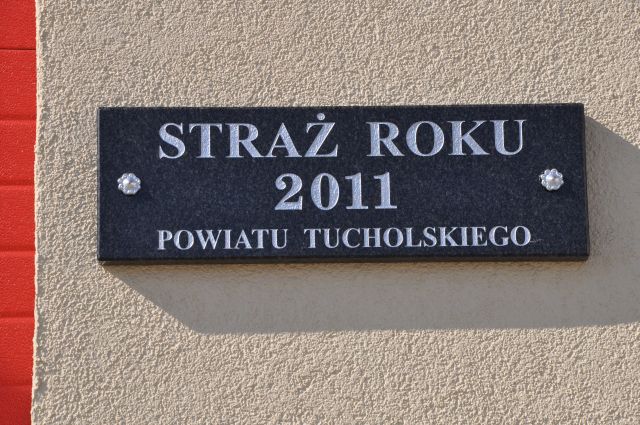 STRAŻ ROKU
2011
POWIATU TUCHOLSKIEGO